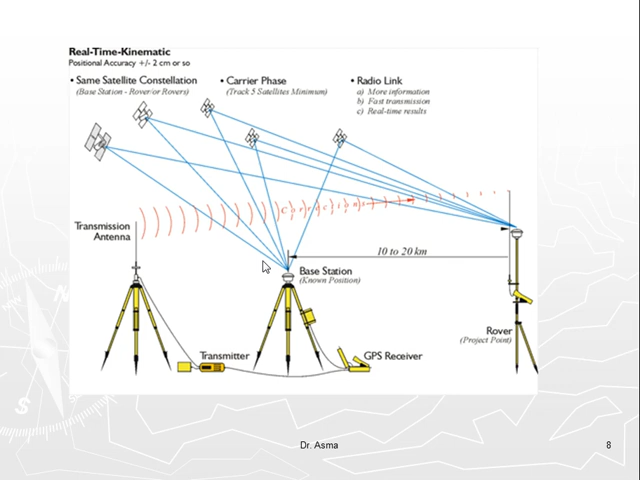 Real-Time-Kinematic
Positional Accuracy +/- 2 cm or so
• Same Satellite Constellation
(Base Station - Rover/or Rovers)
• Carrier Phase
(Track 5 Satellites Minimum)
• Radio Link
a) More information
b) Fast transmission
c) Real-time results
Transmission
Antenna
Corrections
10 to 20 km
Base Station
(Known Position)
Rover
(Project Point)
Transmitter
GPS Receiver
N
S
Dr. Asma
8